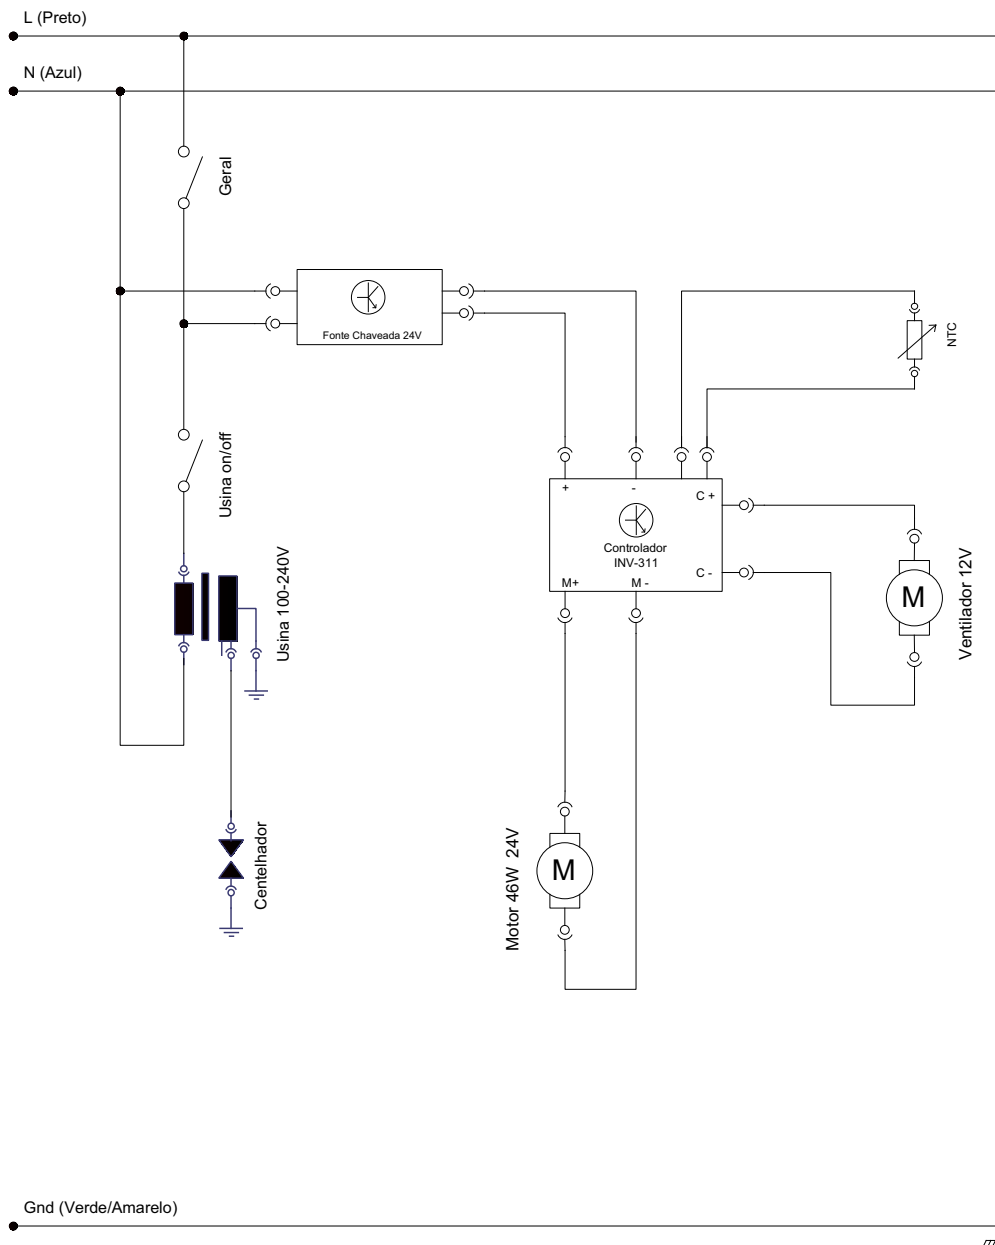 L (Preto)
N (Azul)
Geral
Fonte Chaveada 24V
NTC
Usina on/off
+
-
C +
Controlador
INV-311
C -
M+
M -
Usina 100-240V
M
Ventilador 12V
Centelhador
Motor 46W 24V
M
Gnd (Verde/Amarelo)